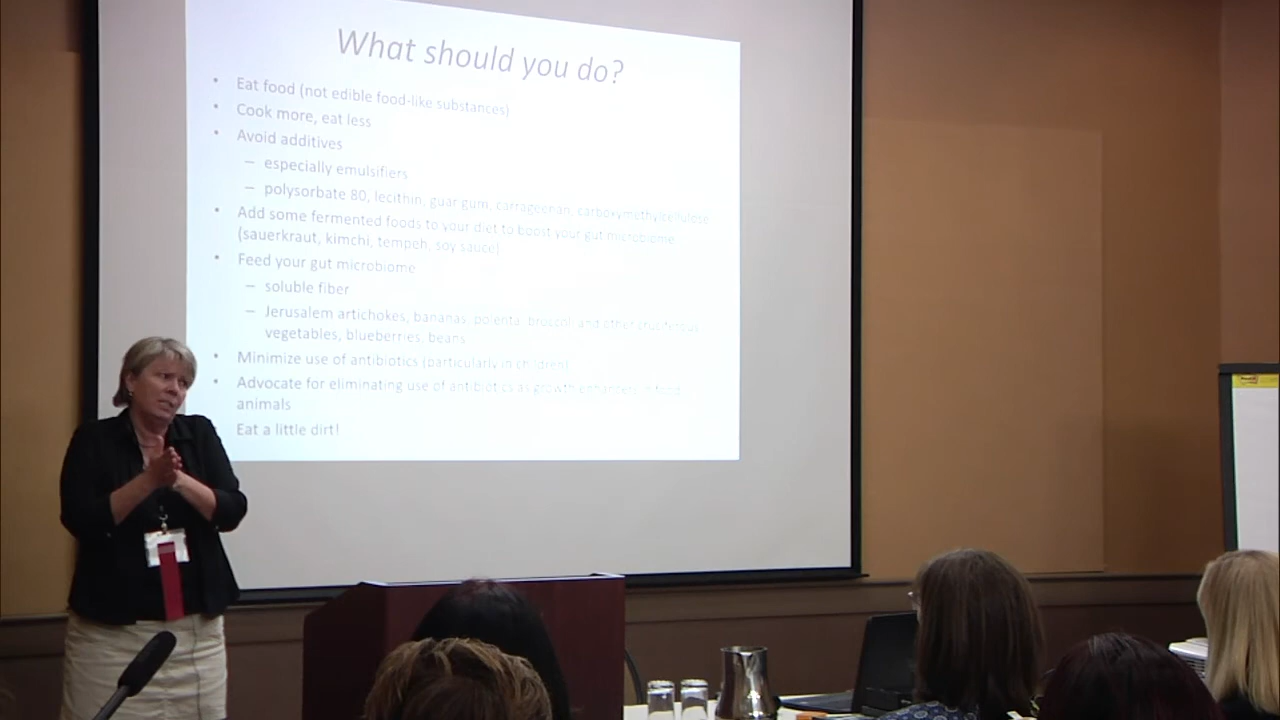 What should you do?
• Eat food (not edible food-like substances)
• Cook more, eat less
• Avoid additives
– especially emulsifiers
– polysorbate 80, lecithin, guar gum, carrageenan, carboxymethylcellulose
• Add some fermented foods to your diet to boost your gut microbiome
(sauerkraut, kimchi, tempeh, soy sauce)
• Feed your gut microbiome
– soluble fiber
– Jerusalem artichokes, bananas, polenta, broccoli and other cruciferous
vegetables, blueberries, beans
• Minimize use of antibiotics (particularly in children)
• Advocate for eliminating use of antibiotics as growth enhancers in food
animals
Eat a little dirt!